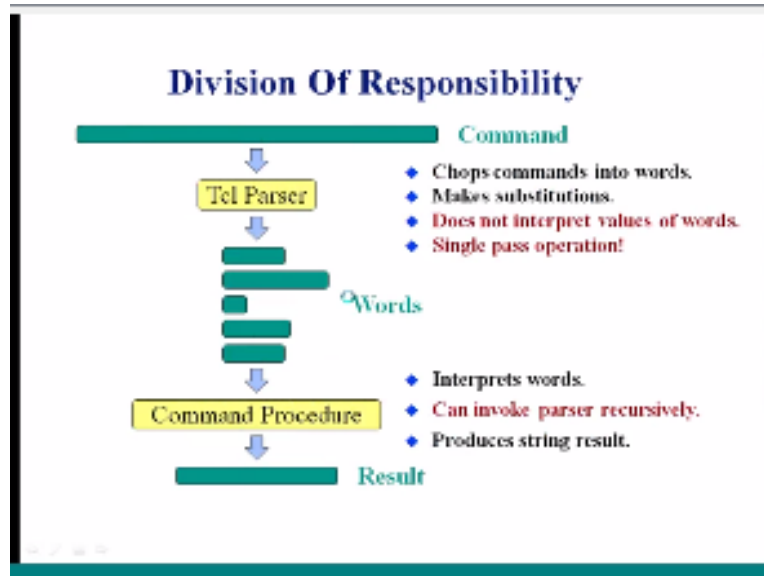 Division Of Responsibility
Command
Tcl Parser
Chops commands into words.
Makes substitutions.
Does not interpret values of words.
Single pass operation!
Words
Interprets words.
Command Procedure
Can invoke parser recursively.
Produces string result.
Result